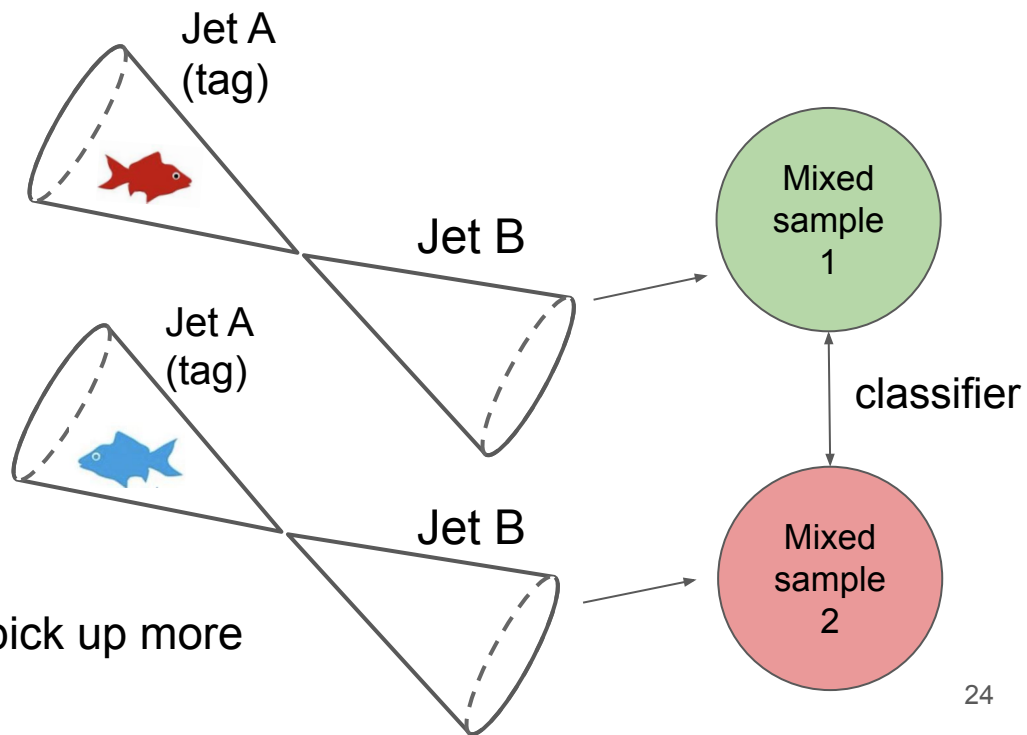 Jet A
(tag)
Jet B
Mixed
sample
1
Jet A
(tag)
classifier
Jet B
Mixed
sample
2
pick up more
24